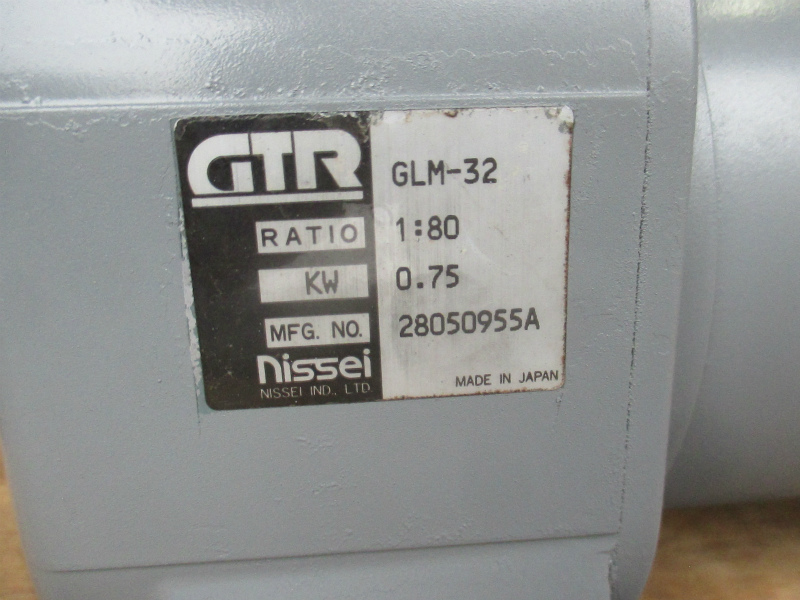 GTR
GLM-32
RATIO 1:80
KW 0.75
MFG. NO. 28050955A
nissei
NISSEI IND., LTD.
MADE IN JAPAN